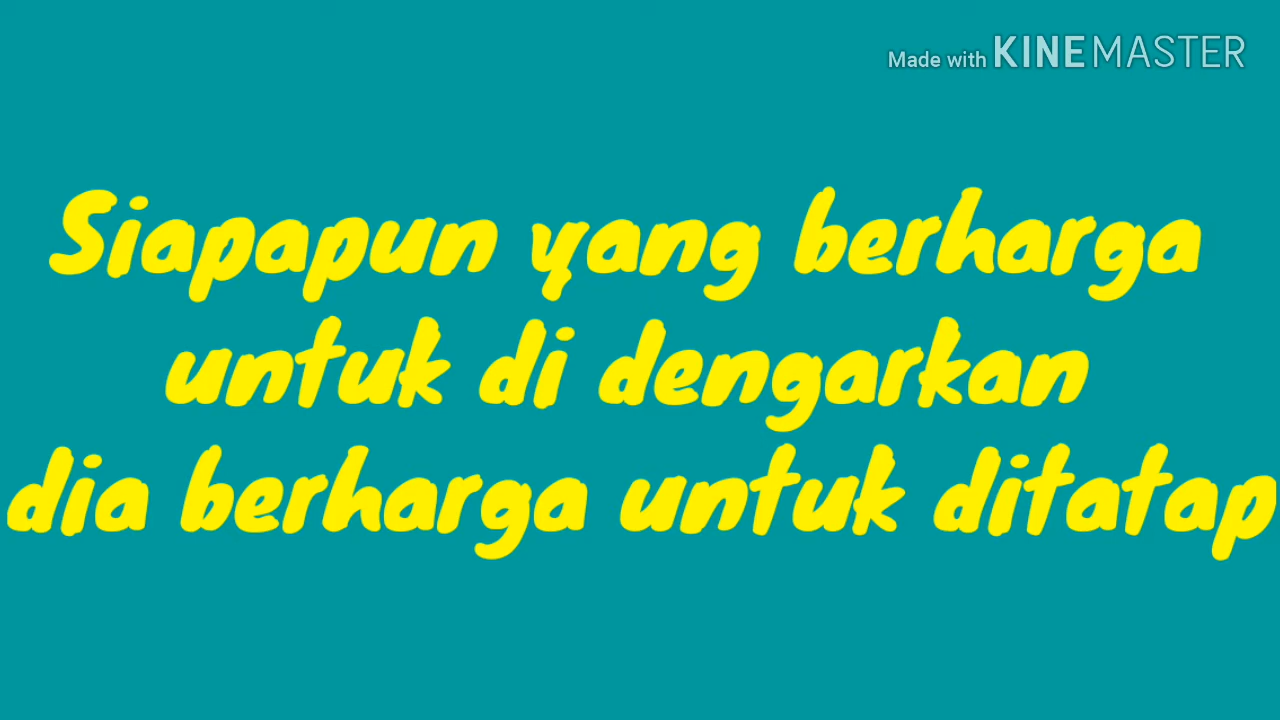 Made with KINEMASTER
Siapapun yang berharga
untuk di dengarkan
dia berharga untuk ditatap